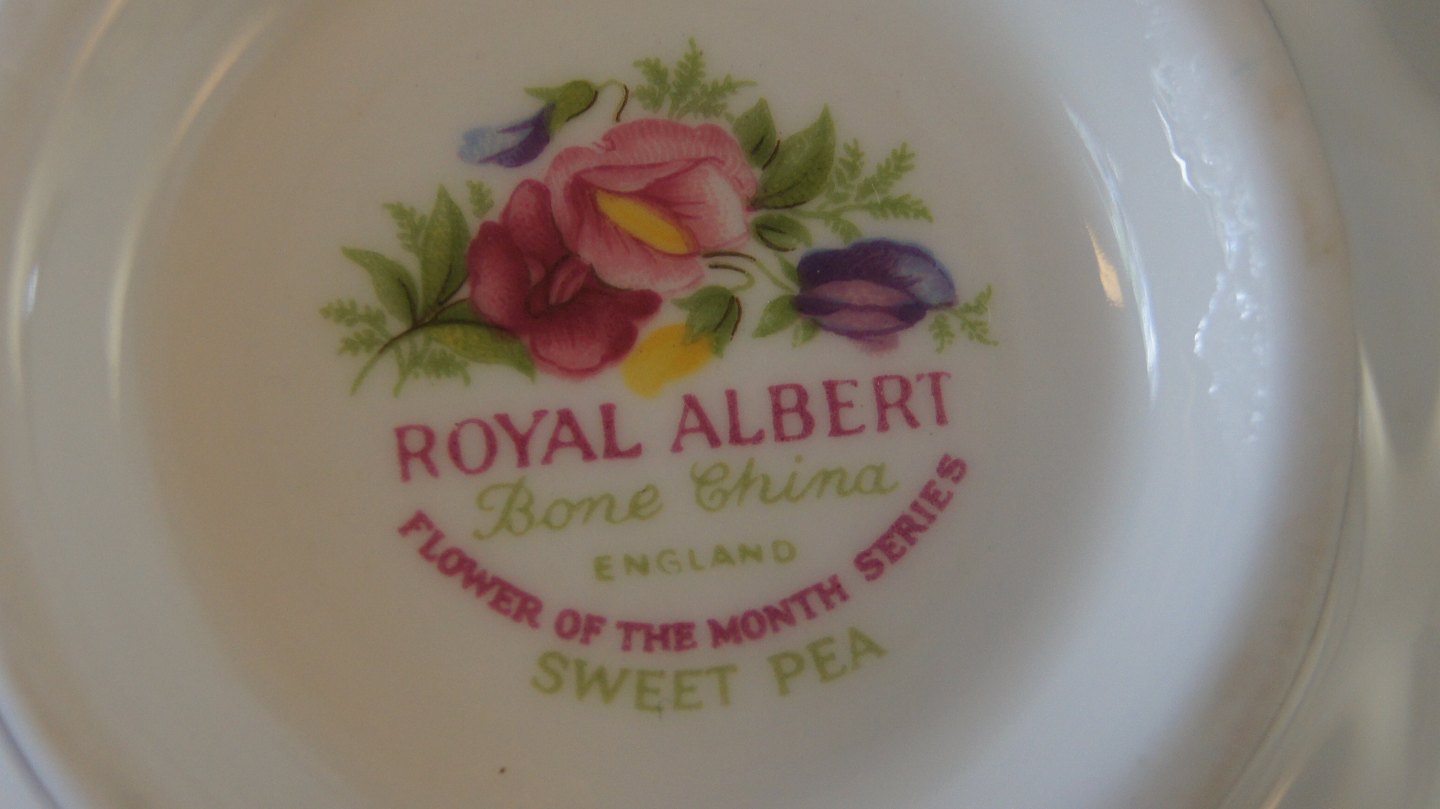 ROYAL ALBERT
Bone China
ENGLAND
FLOWER OF THE MONTH SERIES
SWEET PEA